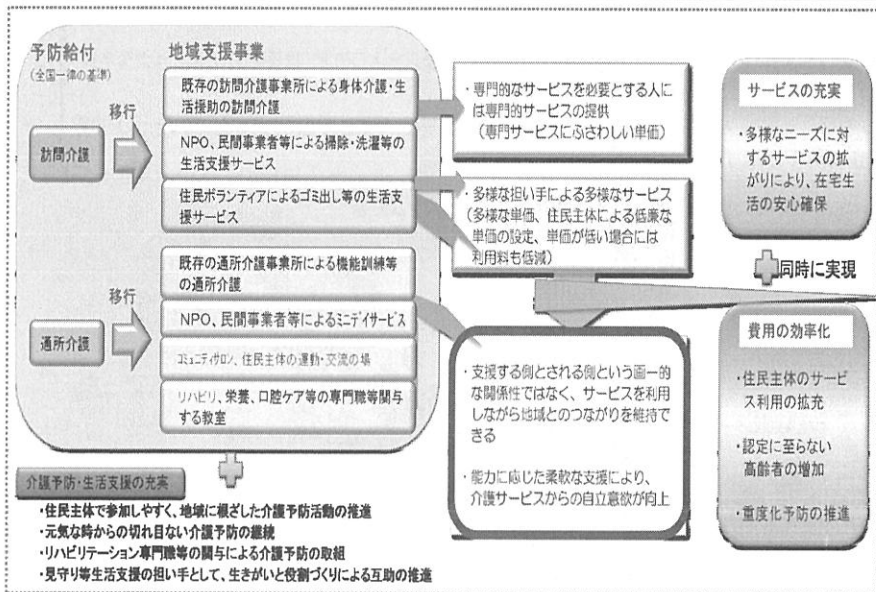 予防給付
(全国一律の基準)
移行
訪問介護
移行
通所介護
地域支援事業
既存の訪問介護事業所による身体介護・生
活援助の訪問介護
NPO、民間事業者等による掃除・洗濯等の
生活支援サービス
住民ボランティアによるゴミ出し等の生活支
援サービス
既存の通所介護事業所による機能訓練等
の通所介護
NPO、民間事業者等によるミニデイサービス
コミュニティサロン、住民主体の運動・交流の場
リハビリ、栄養、口腔ケア等の専門職等関与
する教室
・専門的なサービスを必要とする人に
は専門的サービスの提供
(専門サービスにふさわしい単価)
・多様な担い手による多様なサービス
(多様な単価、住民主体による低廉な
単価の設定、単価が低い場合には
利用料も低減)
・支援する側とされる側という画一的
な関係性ではなく、サービスを利用
しながら地域とのつながりを維持で
きる
・能力に応じた柔軟な支援により、
介護サービスからの自立意欲が向上
サービスの充実
・多様なニーズに対
するサービスの拡
がりにより、在宅生
活の安心確保
同時に実現
費用の効率化
・住民主体のサービ
ス利用の拡充
・認定に至らない
高齢者の増加
・重度化予防の推進
介護予防・生活支援の充実
・住民主体で参加しやすく、地域に根ざした介護予防活動の推進
・元気な時からの切れ目ない介護予防の継続
・リハビリテーション専門職等の関与による介護予防の取組
・見守り等生活支援の担い手として、生きがいと役割づくりによる互助の推進